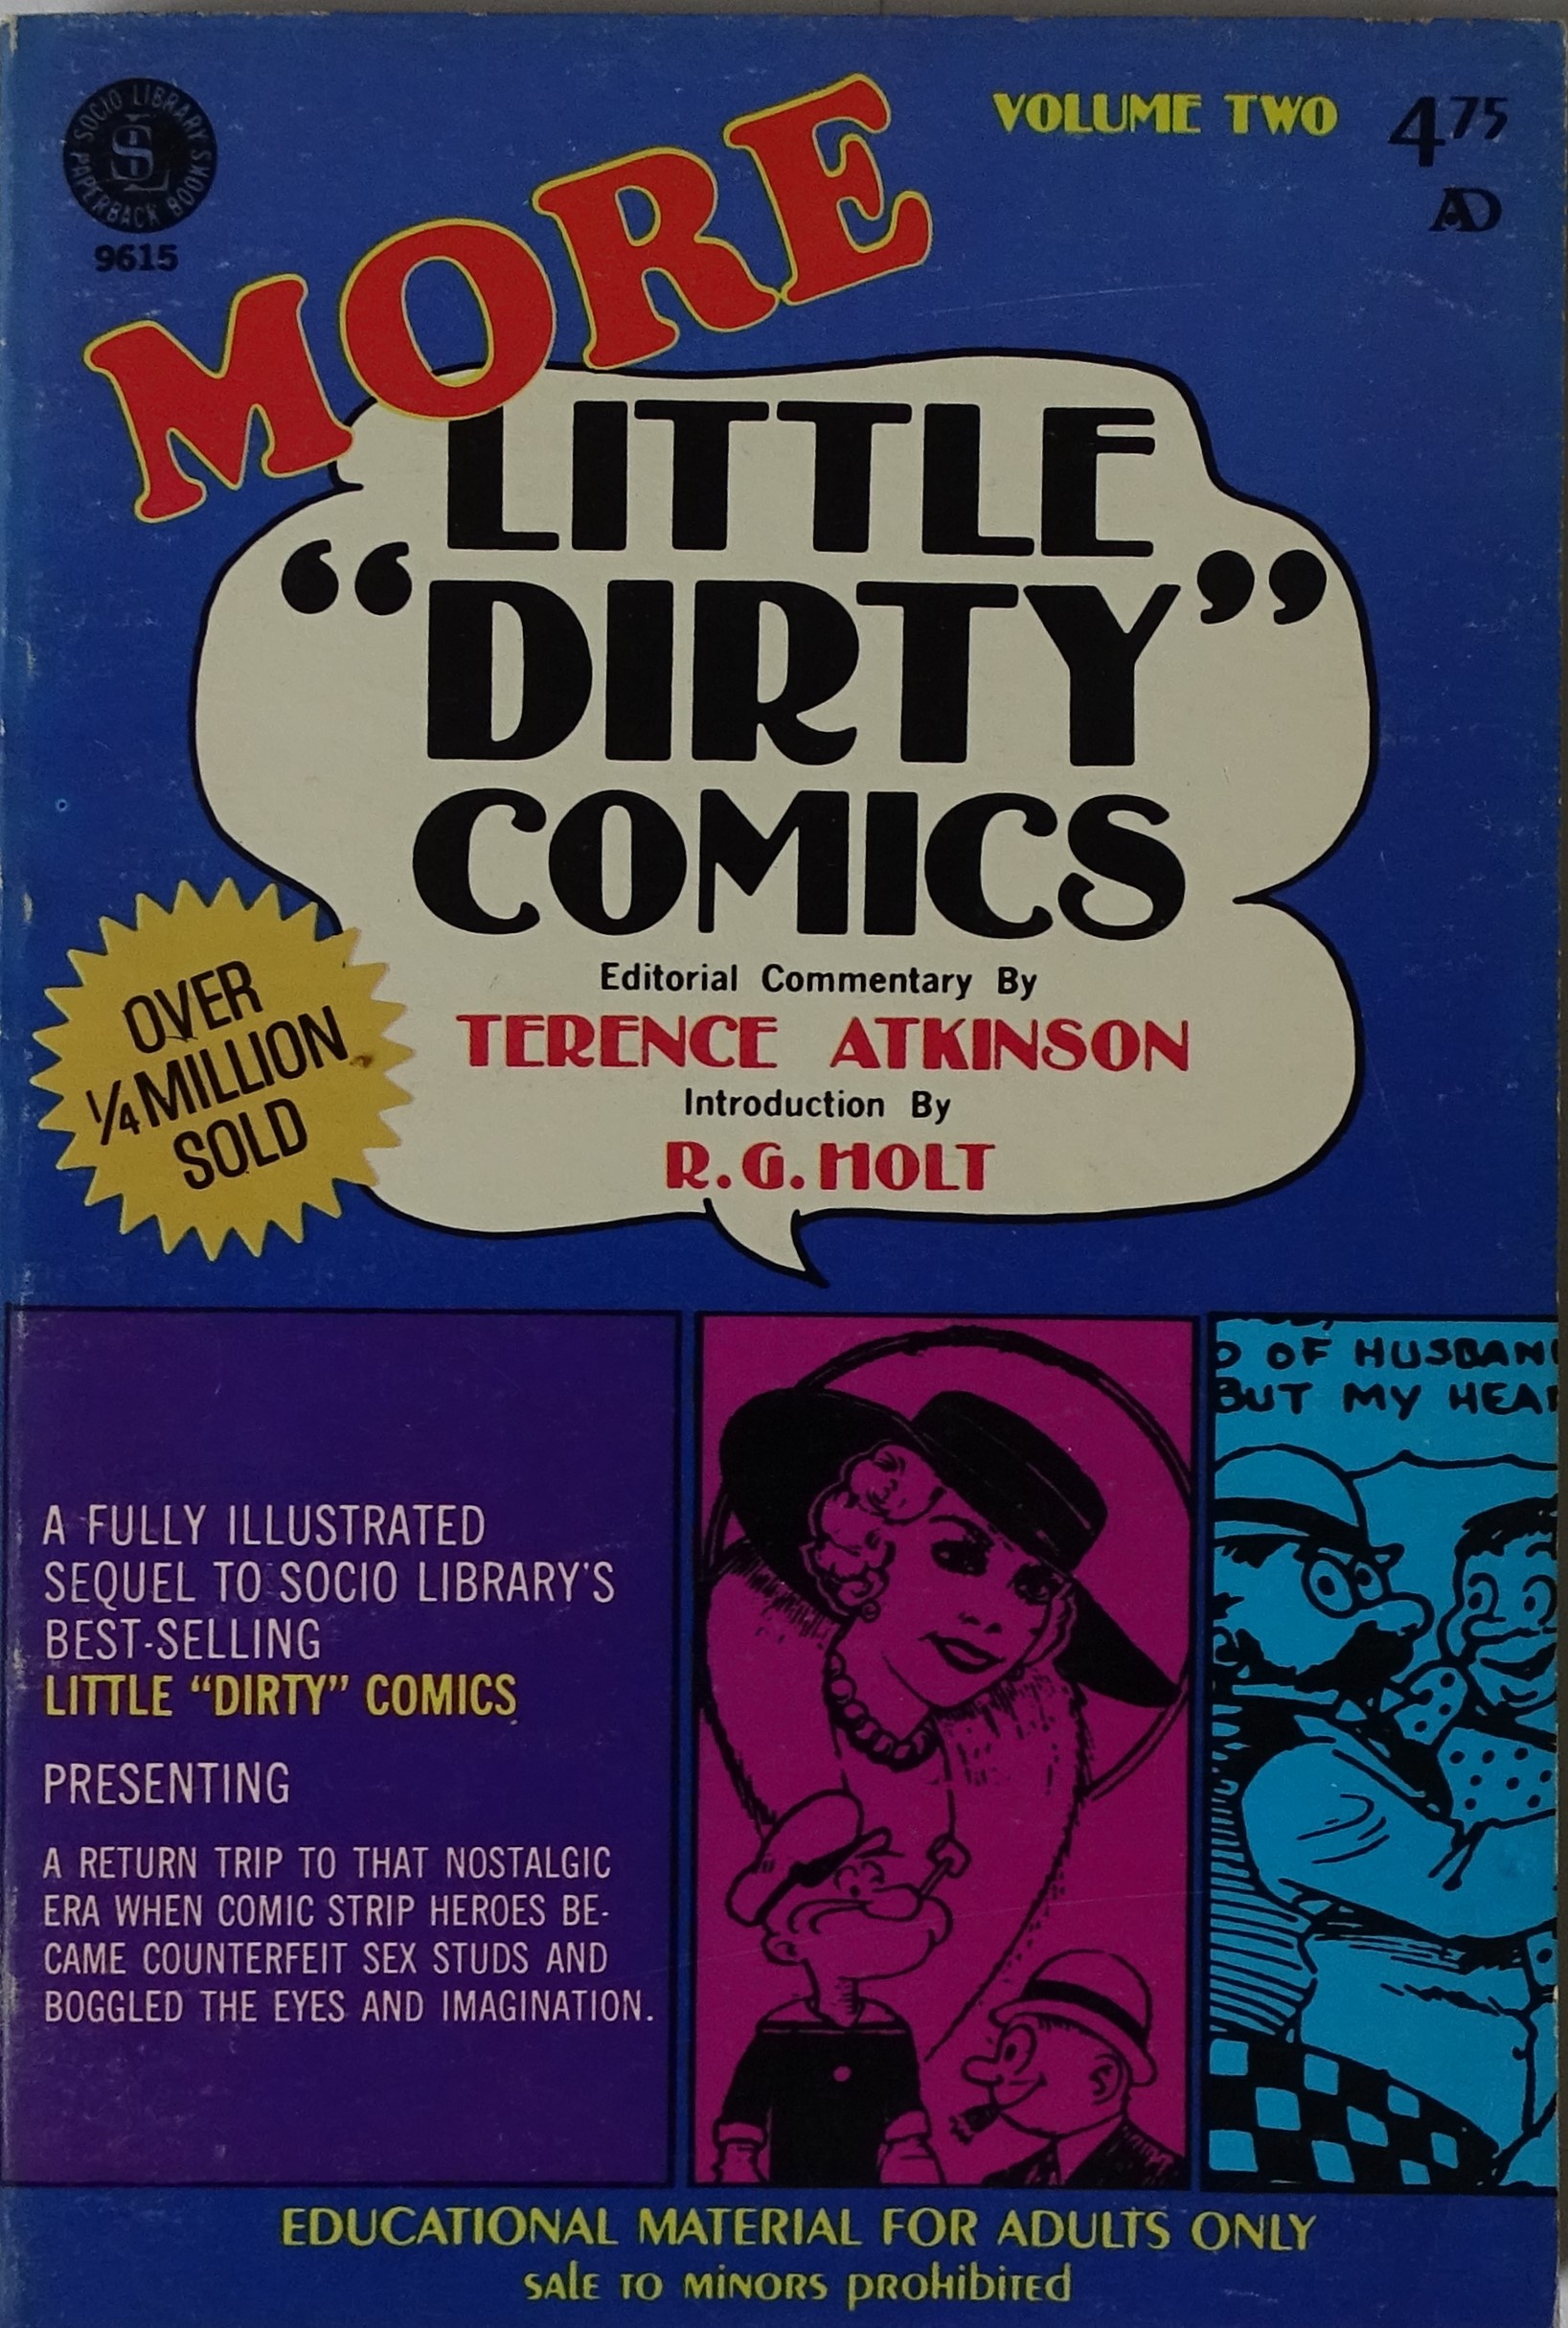 SOCIO LIBRARY
SL
PAPERBACK BOOKS
9615
VOLUME TWO
4.75
AD
MORE
LITTLE
“DIRTY”
COMICS
Editorial Commentary By
TERENCE ATKINSON
Introduction By
R.G. HOLT
OVER
1/4 MILLION
SOLD
A FULLY ILLUSTRATED
SEQUEL TO SOCIO LIBRARY'S
BEST-SELLING
LITTLE “DIRTY” COMICS
PRESENTING
A RETURN TRIP TO THAT NOSTALGIC
ERA WHEN COMIC STRIP HEROES BE-
CAME COUNTERFEIT SEX STUDS AND
BOGGLED THE EYES AND IMAGINATION.
OF HUSBAN
BUT MY HEA
EDUCATIONAL MATERIAL FOR ADULTS ONLY
SALE TO MINORS PROHIBITED